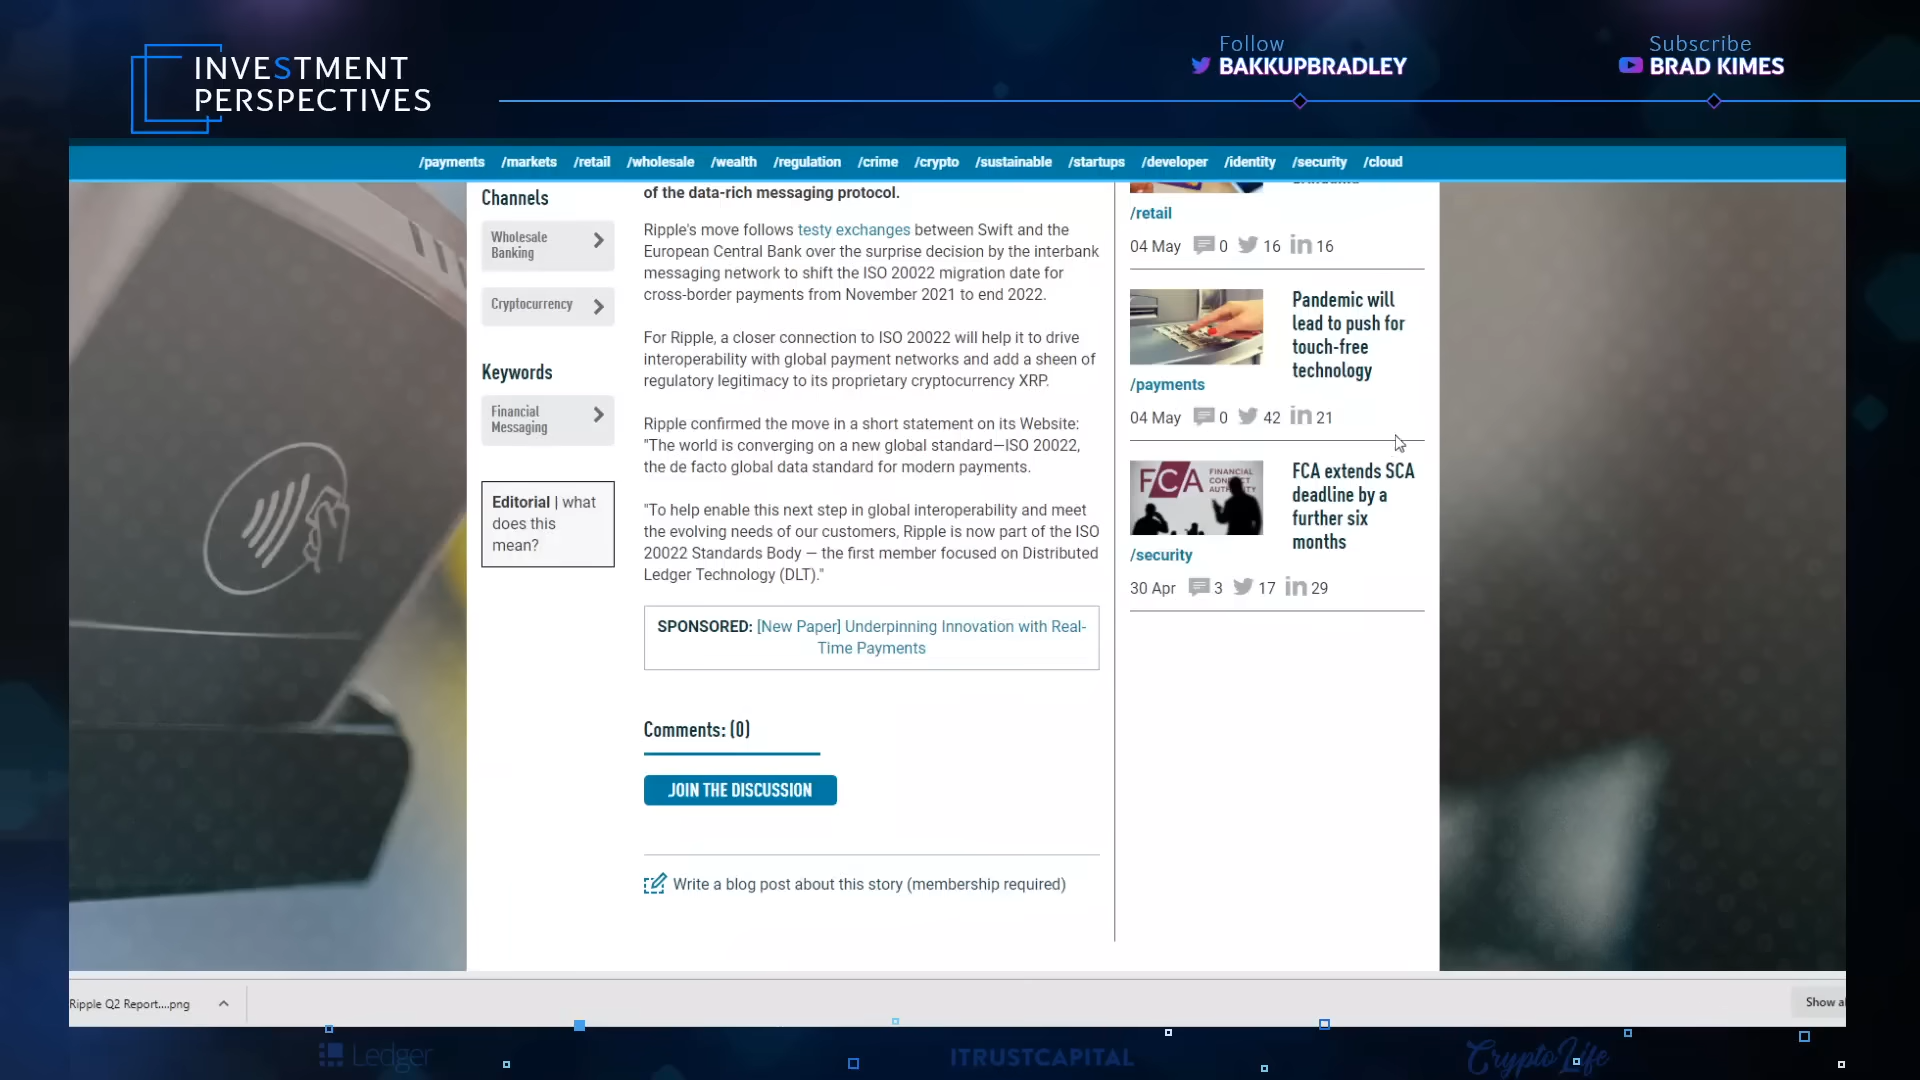 INVESTMENT
PERSPECTIVES
Follow
BAKKUPBRADLEY
Subscribe
BRAD KIMES
/payments /markets /retail /wholesale /wealth /regulation /crime /crypto /sustainable /startups /developer /identity /security /cloud
Channels
Wholesale
Banking
Cryptocurrency
Keywords
Financial
Messaging
Editorial | what
does this
mean?
of the data-rich messaging protocol.
Ripple's move follows testy exchanges between Swift and the
European Central Bank over the surprise decision by the interbank
messaging network to shift the ISO 20022 migration date for
cross-border payments from November 2021 to end 2022.
For Ripple, a closer connection to ISO 20022 will help it to drive
interoperability with global payment networks and add a sheen of
regulatory legitimacy to its proprietary cryptocurrency XRP.
Ripple confirmed the move in a short statement on its Website:
"The world is converging on a new global standard—ISO 20022,
the de facto global data standard for modern payments.
"To help enable this next step in global interoperability and meet
the evolving needs of our customers, Ripple is now part of the ISO
20022 Standards Body — the first member focused on Distributed
Ledger Technology (DLT)."
SPONSORED: [New Paper] Underpinning Innovation with Real-
Time Payments
Comments: (0)
JOIN THE DISCUSSION
Write a blog post about this story (membership required)
/retail
04 May 0 16 in 16
Pandemic will
lead to push for
touch-free
technology
/payments
04 May 0 42 in 21
FCA FINANCIAL
CONDUCT
AUTHORITY
FCA extends SCA
deadline by a
further six
months
/security
30 Apr 3 17 in 29
Ripple Q2 Report....png
Show a
Ledger
ITRUSTCAPITAL
Crypto Life